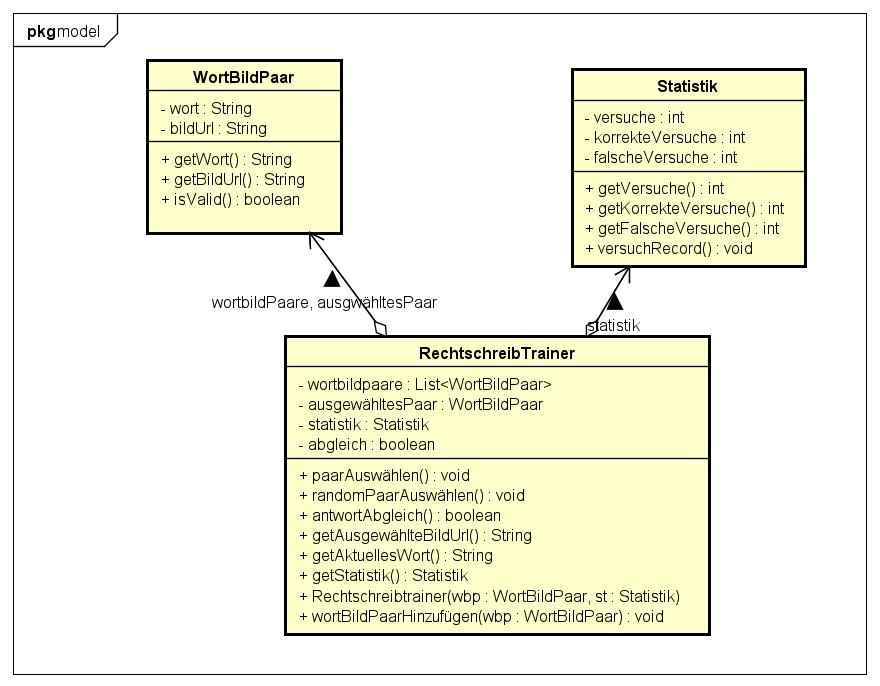 pkg model
WortBildPaar
- wort : String
- bildUrl : String
+ getWort() : String
+ getBildUrl() : String
+ isValid() : boolean
Statistik
- versuche : int
- korrekteVersuche : int
- falscheVersuche : int
+ getVersuche() : int
+ getKorrekteVersuche() : int
+ getFalscheVersuche() : int
+ versuchRecord() : void
wortbildPaare, ausgwähltesPaar
statistik
RechtschreibTrainer
- wortbildpaare : List<WortBildPaar>
- ausgewähltesPaar : WortBildPaar
- statistik : Statistik
- abgleich : boolean
+ paarAuswählen() : void
+ randomPaarAuswählen() : void
+ antwortAbgleich() : boolean
+ getAusgewählteBildUrl() : String
+ getAktuellesWort() : String
+ getStatistik() : Statistik
+ Rechtschreibtrainer(wbp : WortBildPaar, st : Statistik)
+ wortBildPaarHinzufügen(wbp : WortBildPaar) : void